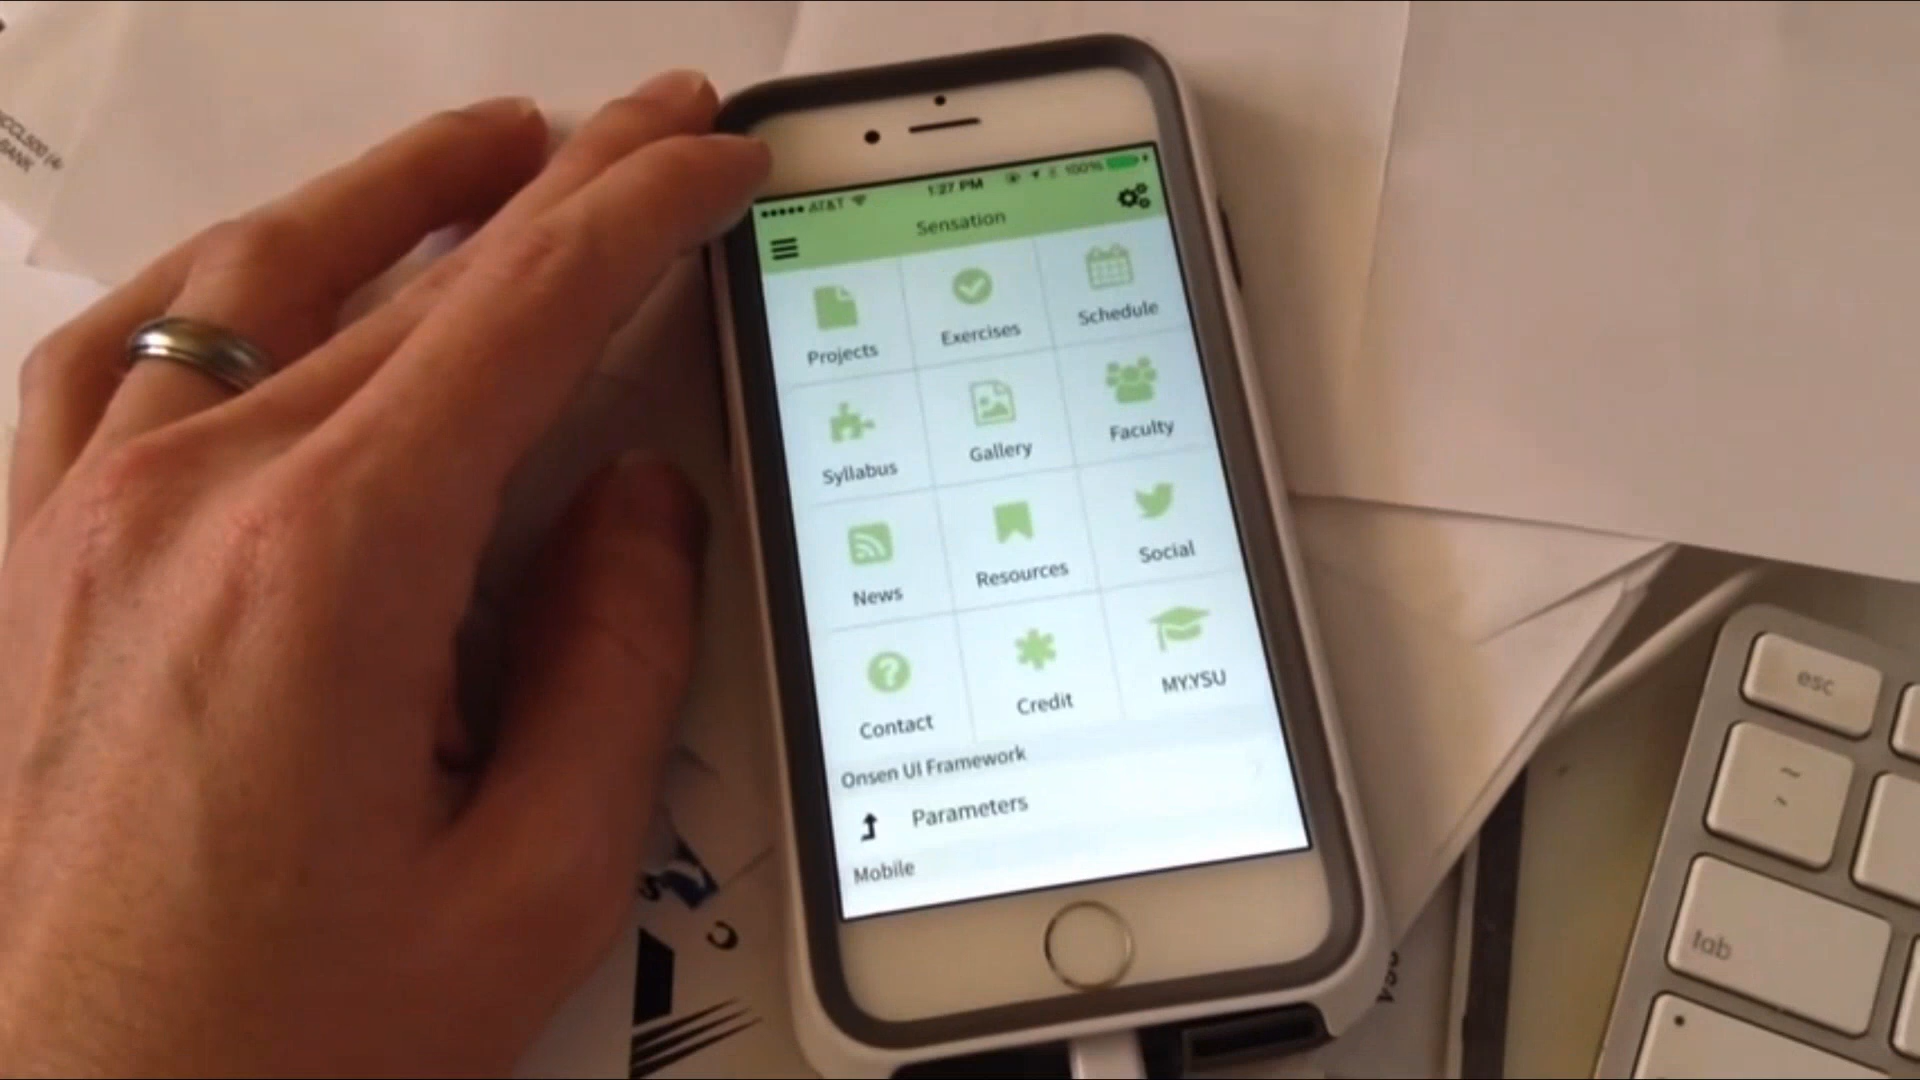 BANK
AT&T
1:27 PM
100%
Sensation
Projects
Exercises
Schedule
Syllabus
Gallery
Faculty
News
Resources
Social
Contact
Credit
MY.YSU
Onsen UI Framework
Parameters
Mobile
esc
~
tab